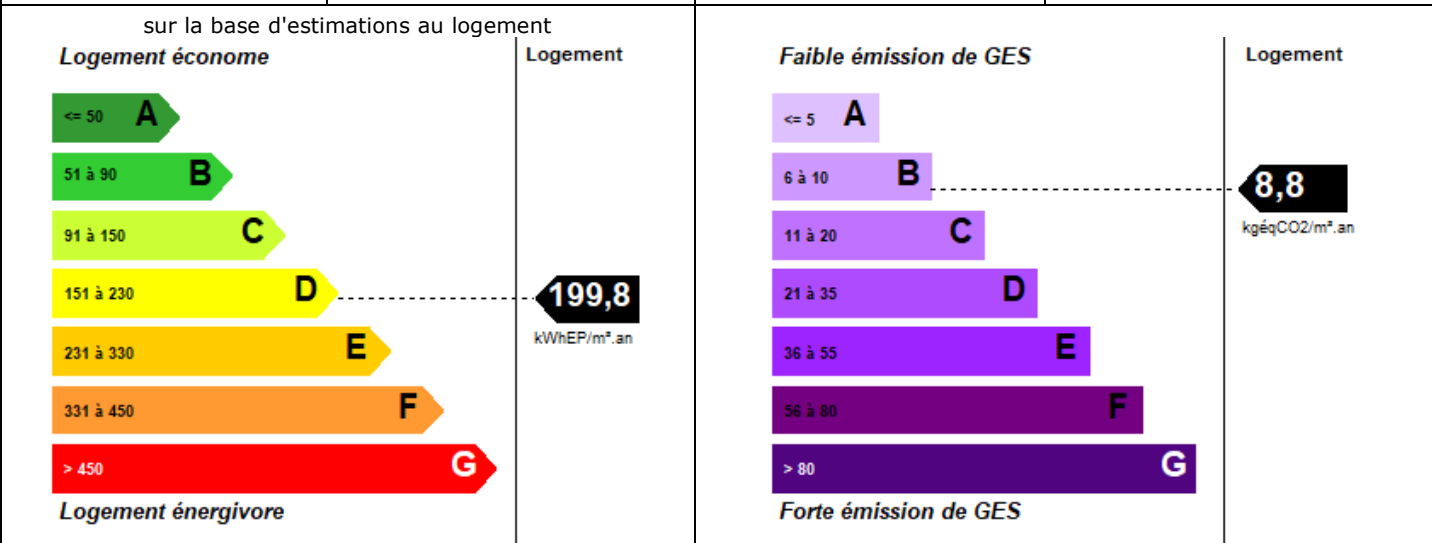 sur la base d'estimations au logement
Logement économe
Logement
<= 50 A
51 à 90 B
91 à 150 C
151 à 230 D
199,8
kWhEP/m².an
231 à 330 E
331 à 450 F
> 450 G
Logement énergivore
Faible émission de GES
Logement
<= 5 A
6 à 10 B
8,8
kgéqCO2/m².an
11 à 20 C
21 à 35 D
36 à 55 E
56 à 80 F
> 80 G
Forte émission de GES